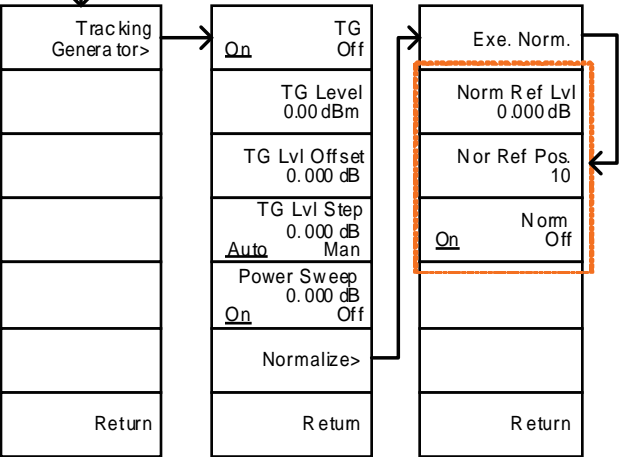 Tracking
Generator>
Return
TG
On Off
TG Level
0.00 dBm
TG Lvl Offset
0.000 dB
TG Lvl Step
0.000 dB
Auto Man
Power Sweep
0.000 dB
On Off
Normalize>
Return
Exe. Norm.
Norm Ref Lvl
0.000 dB
Nor Ref Pos.
10
Norm
On Off
Return